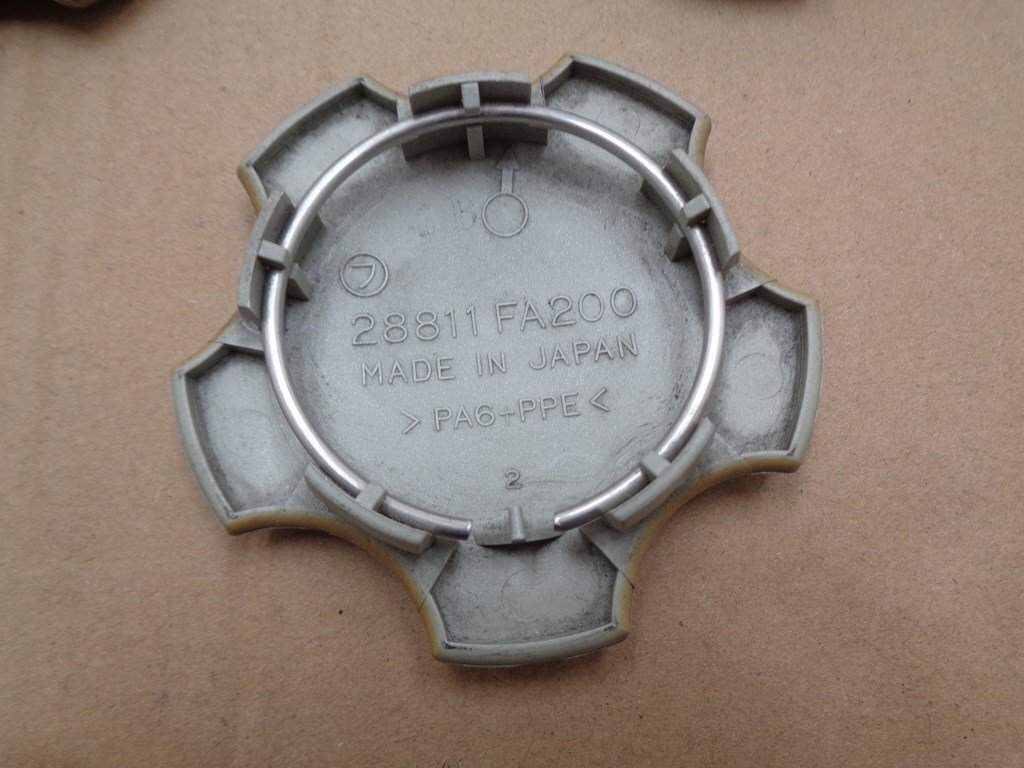 フ
28811 FA200
MADE IN JAPAN
>PA6+PPE<
2